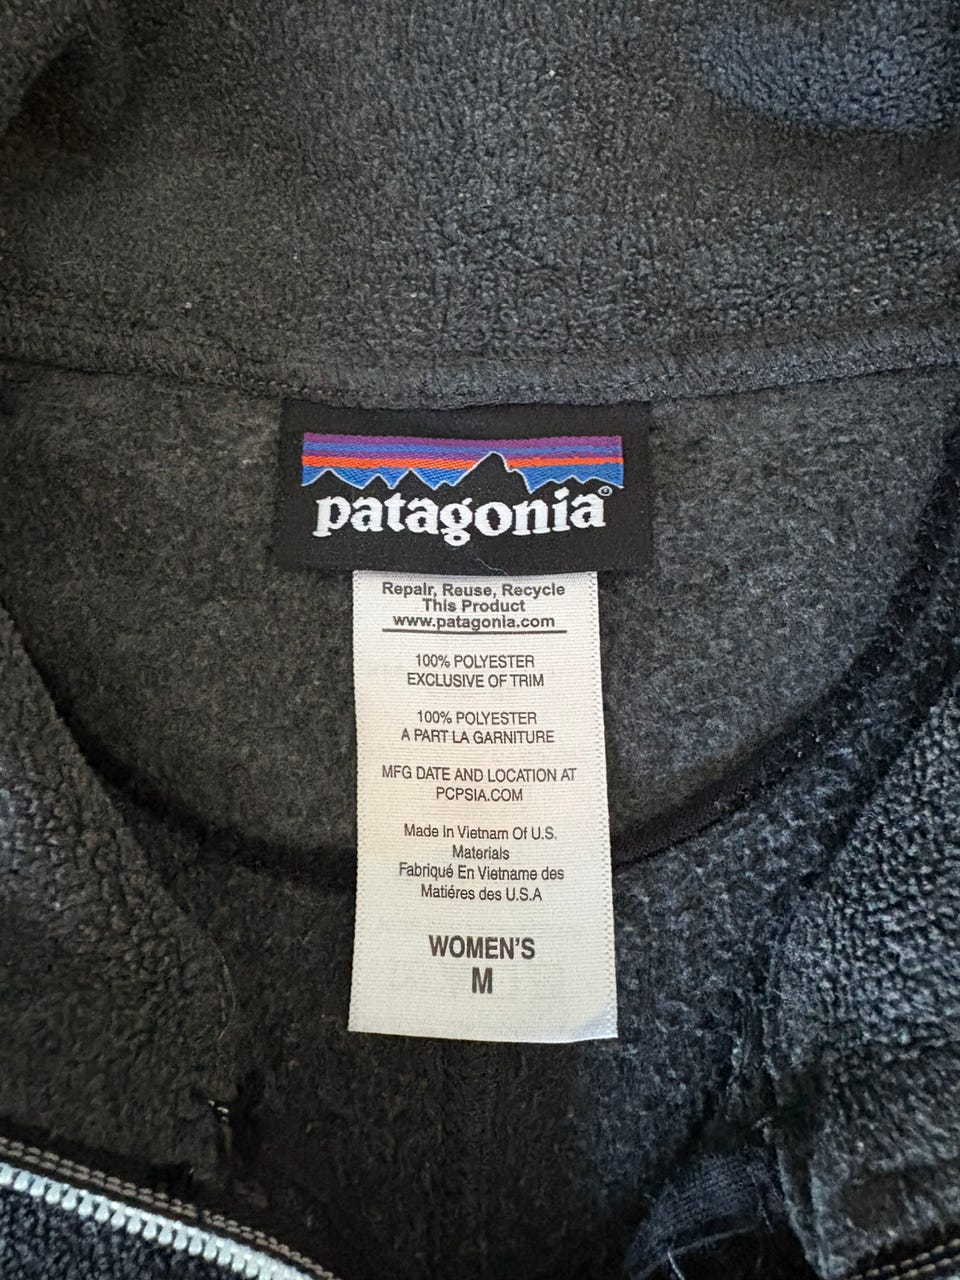 patagonia®
Repair, Reuse, Recycle
This Product
www.patagonia.com
100% POLYESTER
EXCLUSIVE OF TRIM
100% POLYESTER
A PART LA GARNITURE
MFG DATE AND LOCATION AT
PCPSIA.COM
Made In Vietnam Of U.S.
Materials
Fabriqué En Vietname des
Matiéres des U.S.A
WOMEN'S
M